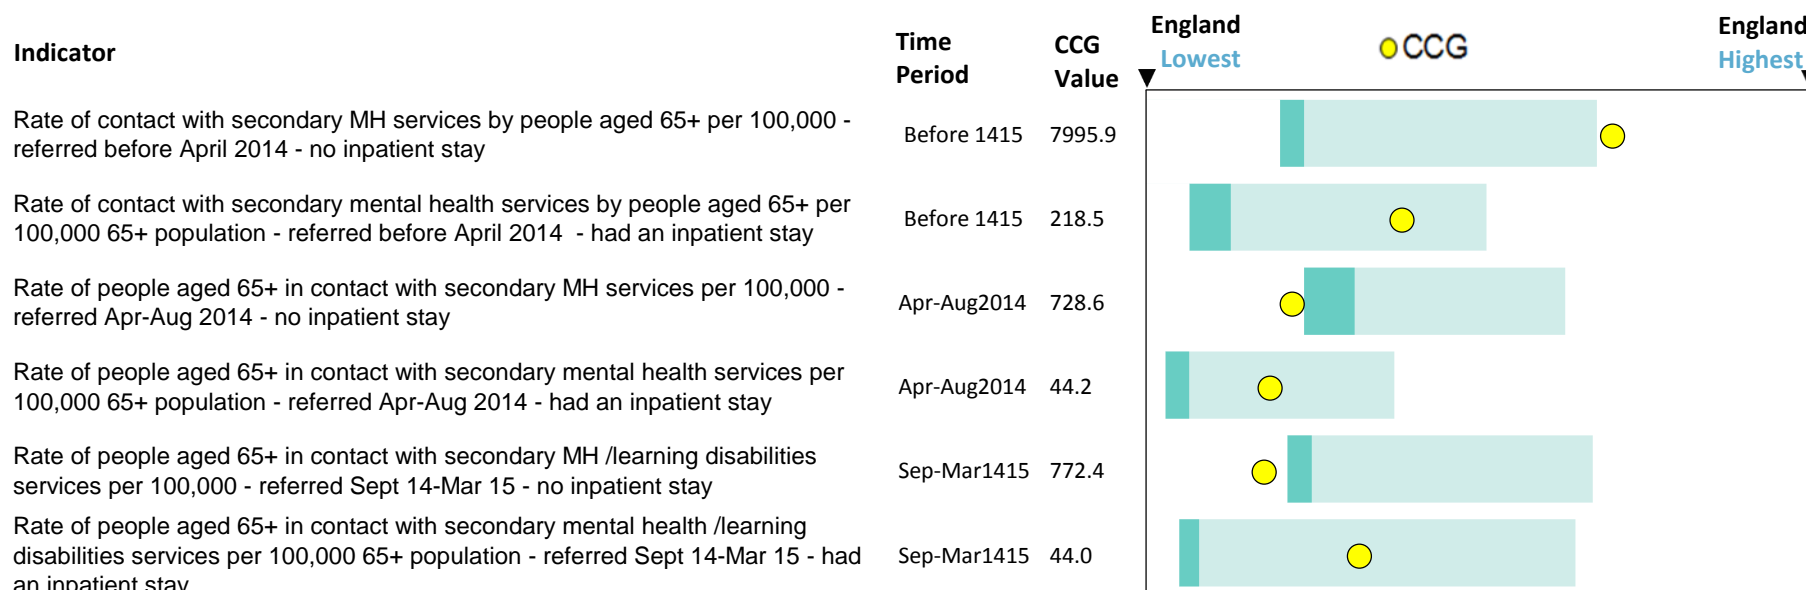 Indicator
Time Period
CCG Value
England Lowest
CCG
England Highest
Rate of contact with secondary MH services by people aged 65+ per 100,000 -
referred before April 2014 - no inpatient stay
Before 1415
7995.9
Rate of contact with secondary mental health services by people aged 65+ per
100,000 65+ population - referred before April 2014  - had an inpatient stay
Before 1415
218.5
Rate of people aged 65+ in contact with secondary MH services per 100,000 -
referred Apr-Aug 2014 - no inpatient stay
Apr-Aug2014
728.6
Rate of people aged 65+ in contact with secondary mental health services per
100,000 65+ population - referred Apr-Aug 2014 - had an inpatient stay
Apr-Aug2014
44.2
Rate of people aged 65+ in contact with secondary MH /learning disabilities
services per 100,000 - referred Sept 14-Mar 15 - no inpatient stay
Sep-Mar1415
772.4
Rate of people aged 65+ in contact with secondary mental health /learning
disabilities services per 100,000 65+ population - referred Sept 14-Mar 15 - had
an inpatient stay
Sep-Mar1415
44.0